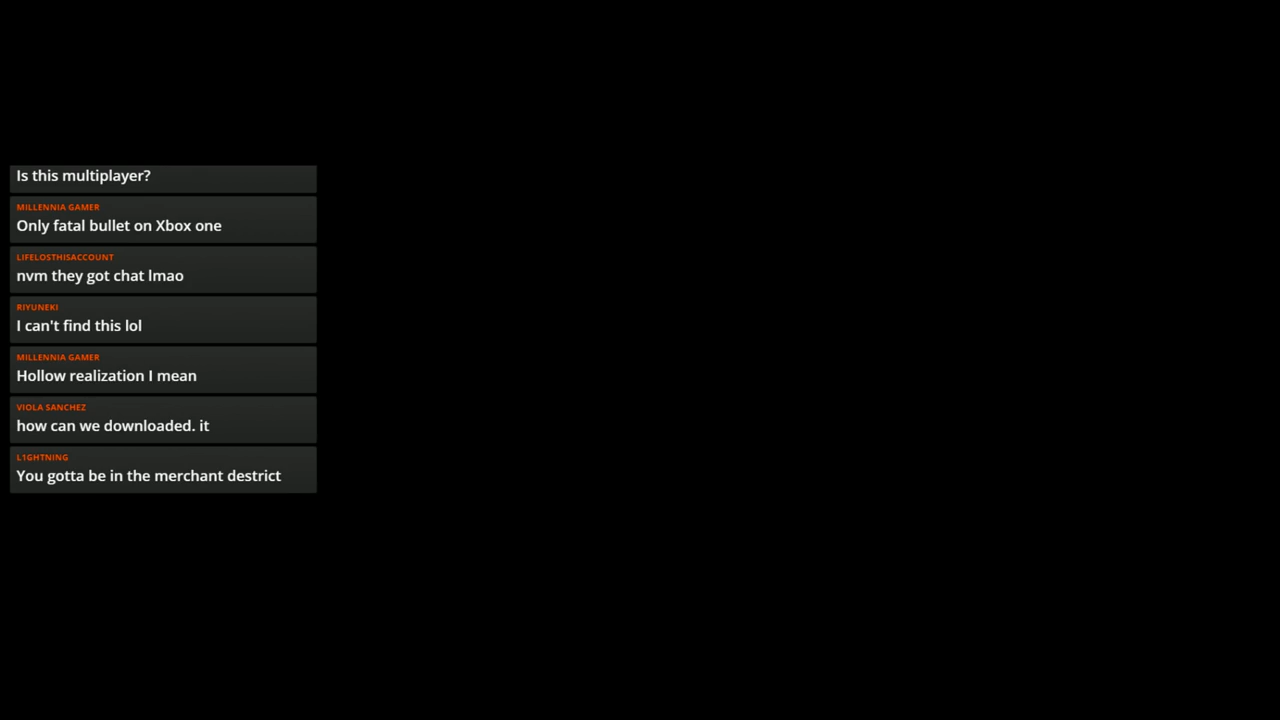 Is this multiplayer?
MILLENNIA GAMER
Only fatal bullet on Xbox one
LIFELOSTHISACCOUNT
nvm they got chat lmao
RIYUNEKI
I can't find this lol
MILLENNIA GAMER
Hollow realization I mean
VIOLA SANCHEZ
how can we downloaded. it
L1GHTNING
You gotta be in the merchant destrict